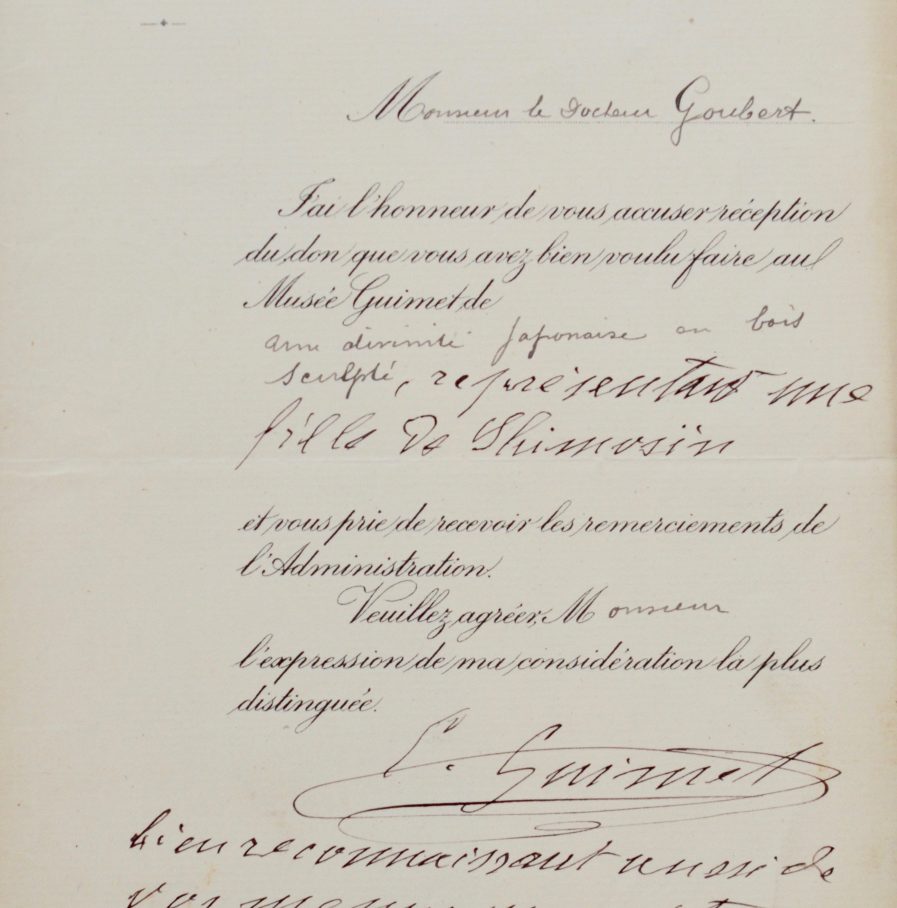 Monsieur le Docteur Goubert.
J'ai l'honneur de vous accuser réception
du don que vous avez bien voulu faire au
Musée Guimet de
une divinité japonaise en bois
sculpté, représentant une
fille de Shimosiin
et vous prie de recevoir les remerciements de
l'Administration.
Veuillez agréer, Monsieur
l'expression de ma considération la plus
distinguée.
E. Guimet
bien reconnaissant aussi de
vos